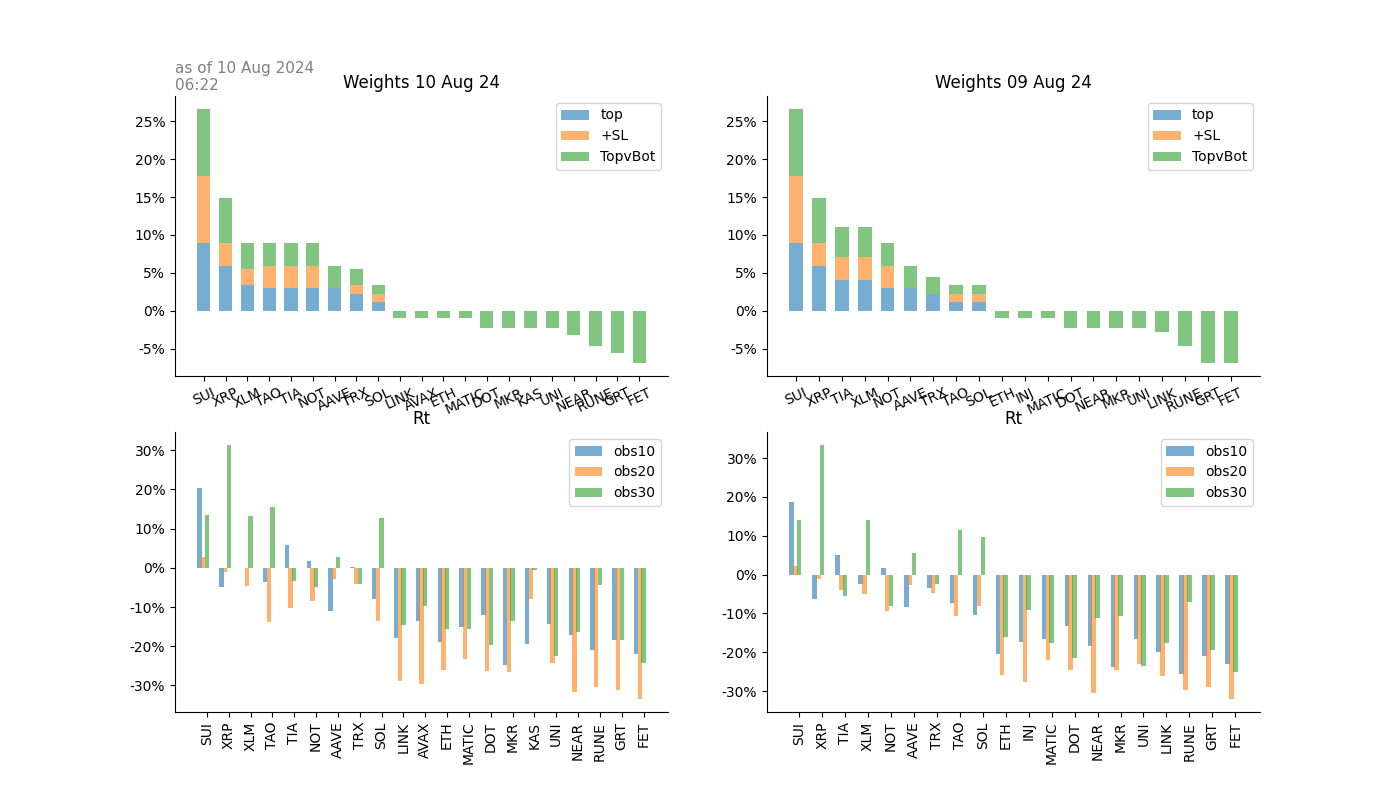 as of 10 Aug 2024
06:22
Weights 10 Aug 24
25%
20%
15%
10%
5%
0%
-5%
top
+SL
TopvBot
SUI XRP XLM TAO TIA NOT AAVE TRX SOL LINK AVAX ETH MATIC DOT MKR KAS UNI NEAR RUNE GRT FET
Weights 09 Aug 24
25%
20%
15%
10%
5%
0%
-5%
top
+SL
TopvBot
SUI XRP TIA XLM NOT AAVE TRX TAO SOL ETH INJ MATIC DOT NEAR MKR UNI LINK RUNE GRT FET
Rt
30%
20%
10%
0%
-10%
-20%
-30%
obs10
obs20
obs30
SUI XRP XLM TAO TIA NOT AAVE TRX SOL LINK AVAX ETH MATIC DOT MKR KAS UNI NEAR RUNE GRT FET
Rt
30%
20%
10%
0%
-10%
-20%
-30%
obs10
obs20
obs30
SUI XRP TIA XLM NOT AAVE TRX TAO SOL ETH INJ MATIC DOT NEAR MKR UNI LINK RUNE GRT FET